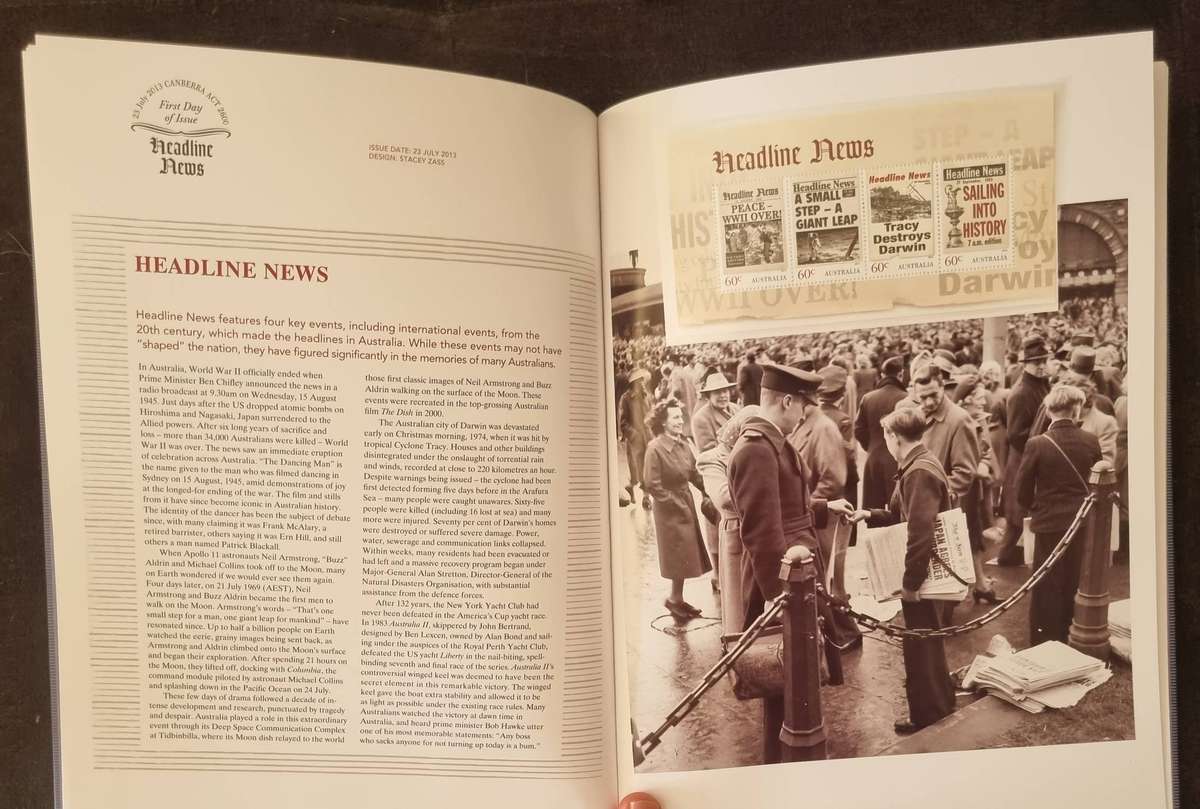 23 July 2013 CANBERRA ACT 2600
First Day
of Issue
Headline
News
ISSUE DATE: 23 JULY 2013
DESIGN: STACEY ZASS
HEADLINE NEWS
Headline News features four key events, including international events, from the
20th century, which made the headlines in Australia. While these events may not have
"shaped" the nation, they have figured significantly in the memories of many Australians.
In Australia, World War II officially ended when
Prime Minister Ben Chifley announced the news in a
radio broadcast at 9.30am on Wednesday, 15 August
1945. Just days after the US dropped atomic bombs on
Hiroshima and Nagasaki, Japan surrendered to the
Allied powers. After six long years of sacrifice and
loss – more than 34,000 Australians were killed – World
War II was over. The news saw an immediate eruption
of celebration across Australia. "The Dancing Man" is
the name given to the man who was filmed dancing in
Sydney on 15 August, 1945, amid demonstrations of joy
at the longed-for ending of the war. The film and stills
from it have since become iconic in Australian history.
The identity of the dancer has been the subject of debate
since, with many claiming it was Frank McAlary, a
retired barrister, others saying it was Ern Hill, and still
others a man named Patrick Blackall.
When Apollo 11 astronauts Neil Armstrong, "Buzz"
Aldrin and Michael Collins took off to the Moon, many
on Earth wondered if we would ever see them again.
Four days later, on 21 July 1969 (AEST), Neil
Armstrong and Buzz Aldrin became the first men to
walk on the Moon. Armstrong's words – "That's one
small step for a man, one giant leap for mankind" – have
resonated since. Up to half a billion people on Earth
watched the eerie, grainy images being sent back, as
Armstrong and Aldrin climbed onto the Moon's surface
and began their exploration. After spending 21 hours on
the Moon, they lifted off, docking with Columbia, the
command module piloted by astronaut Michael Collins
and splashing down in the Pacific Ocean on 24 July.
These few days of drama followed a decade of in-
tense development and research, punctuated by tragedy
and despair. Australia played a role in this extraordinary
event through its Deep Space Communication Complex
at Tidbinbilla, where its Moon dish relayed to the world
those first classic images of Neil Armstrong and Buzz
Aldrin walking on the surface of the Moon. These
events were recreated in the top-grossing Australian
film The Dish in 2000.
The Australian city of Darwin was devastated
early on Christmas morning, 1974, when it was hit by
tropical Cyclone Tracy. Houses and other buildings
disintegrated under the onslaught of torrential rain
and winds, recorded at close to 220 kilometres an hour.
Despite warnings being issued – the cyclone had been
first detected forming five days before in the Arafura
Sea – many people were caught unawares. Sixty-five
people were killed (including 16 lost at sea) and many
more were injured. Seventy per cent of Darwin's homes
were destroyed or suffered severe damage. Power,
water, sewerage and communication links collapsed.
Within weeks, many residents had been evacuated or
had left and a massive recovery program began under
Major-General Alan Stretton, Director-General of the
Natural Disasters Organisation, with substantial
assistance from the defence forces.
After 132 years, the New York Yacht Club had
never been defeated in the America's Cup yacht race.
In 1983 Australia II, skippered by John Bertrand,
designed by Ben Lexcen, owned by Alan Bond and sail-
ing under the auspices of the Royal Perth Yacht Club,
defeated the US yacht Liberty in the nail-biting, spell-
binding seventh and final race of the series. Australia II's
controversial winged keel was deemed to have been the
secret element in this remarkable victory. The winged
keel gave the boat extra stability and allowed it to be
as light as possible under the existing race rules. Many
Australians watched the victory at dawn time in
Australia, and heard prime minister Bob Hawke utter
one of his most memorable statements: "Any boss
who sacks anyone for not turning up today is a bum."
Headline News
STEP – A
LEAP
HIS
WWII OVER!
Darwin
Headline News
PEACE –
WWII OVER!
60c AUSTRALIA
Headline News
A SMALL
STEP – A
GIANT LEAP
60c AUSTRALIA
Headline News
Tracy
Destroys
Darwin
60c AUSTRALIA
Headline News
SAILING
INTO
HISTORY
7 a.m. edition
60c AUSTRALIA
JAPAN AGREES